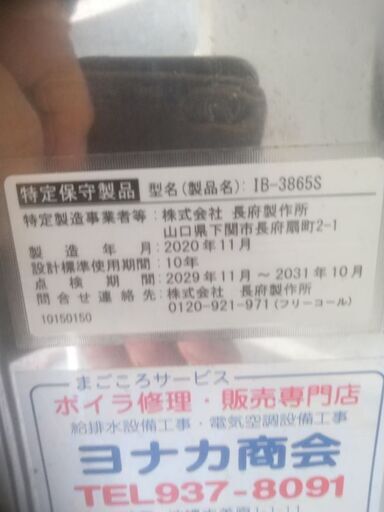 特定保守製品 型名(製品名): IB-3865S
特定製造事業者等 : 株式会社 長府製作所
山口県下関市長府扇町2-1
製造年月 : 2020年11月
設計標準使用期間 : 10年
点検期間 : 2029年11月 ～ 2031年10月
問合せ連絡先 : 株式会社 長府製作所
0120-921-971 (フリーコール)
10150150
まごころサービス
ボイラ修理・販売専門店
給排水設備工事・電気空調設備工事
ヨナカ商会
TEL937-8091